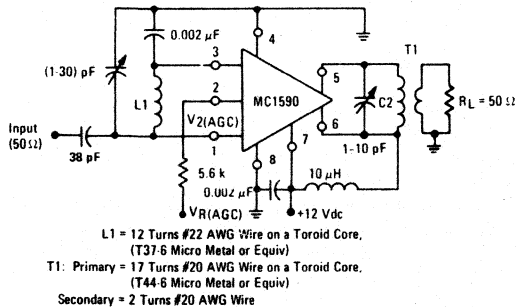 0.002 µF
4
T1
3
5
(1-30) pF
2
MC1590
L1
C2
RL = 50 Ω
V2(AGC)
6
Input
(50 Ω)
1
38 pF
8
7
1-10 pF
5.6 k
10 µH
0.002 µF
VR(AGC)
+12 Vdc
L1 = 12 Turns #22 AWG Wire on a Toroid Core,
(T37-6 Micro Metal or Equiv)
T1: Primary = 17 Turns #20 AWG Wire on a Toroid Core,
(T44-6 Micro Metal or Equiv)
Secondary = 2 Turns #20 AWG Wire